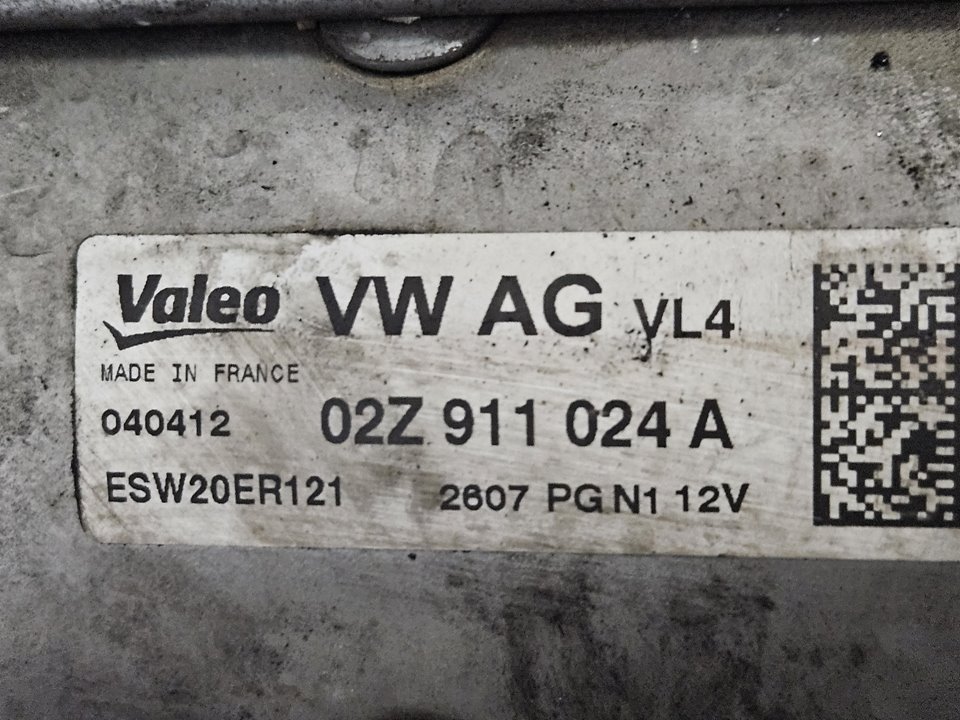 Valeo VW AG VL4
MADE IN FRANCE
040412 02Z 911 024 A
ESW20ER121 2607 PG N1 12V